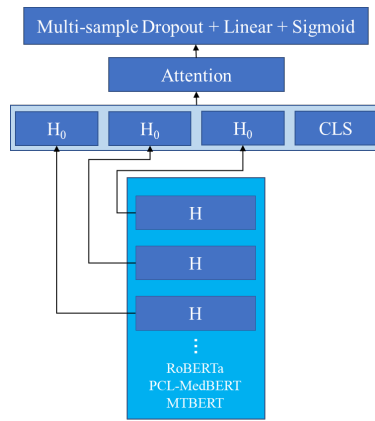 Multi-sample Dropout + Linear + Sigmoid
Attention
H₀ H₀ H₀ CLS
H
H
H
⋮
RoBERTa
PCL-MedBERT
MTBERT